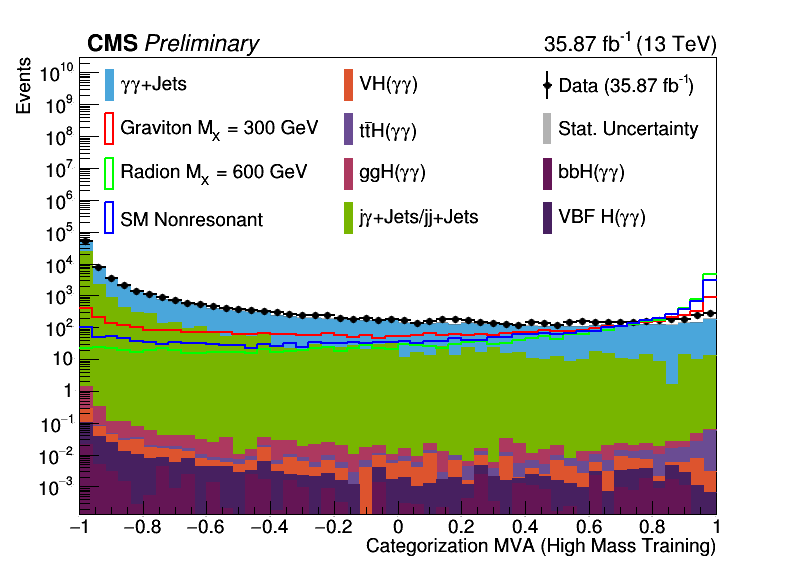 CMS Preliminary 35.87 fb⁻¹ (13 TeV)
Events
10¹⁰
10⁹
10⁸
10⁷
10⁶
10⁵
10⁴
10³
10²
10
1
10⁻¹
10⁻²
10⁻³
γγ+Jets
Graviton M_X = 300 GeV
Radion M_X = 600 GeV
SM Nonresonant
VH(γγ)
tt̄H(γγ)
ggH(γγ)
jγ+Jets/jj+Jets
Data (35.87 fb⁻¹)
Stat. Uncertainty
bbH(γγ)
VBF H(γγ)
−1 −0.8 −0.6 −0.4 −0.2 0 0.2 0.4 0.6 0.8 1
Categorization MVA (High Mass Training)